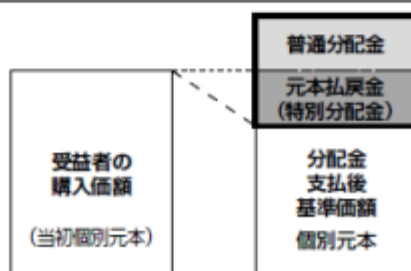 普通分配金
元本払戻金
（特別分配金）
受益者の
購入価額
（当初個別元本）
分配金
支払後
基準価額
個別元本